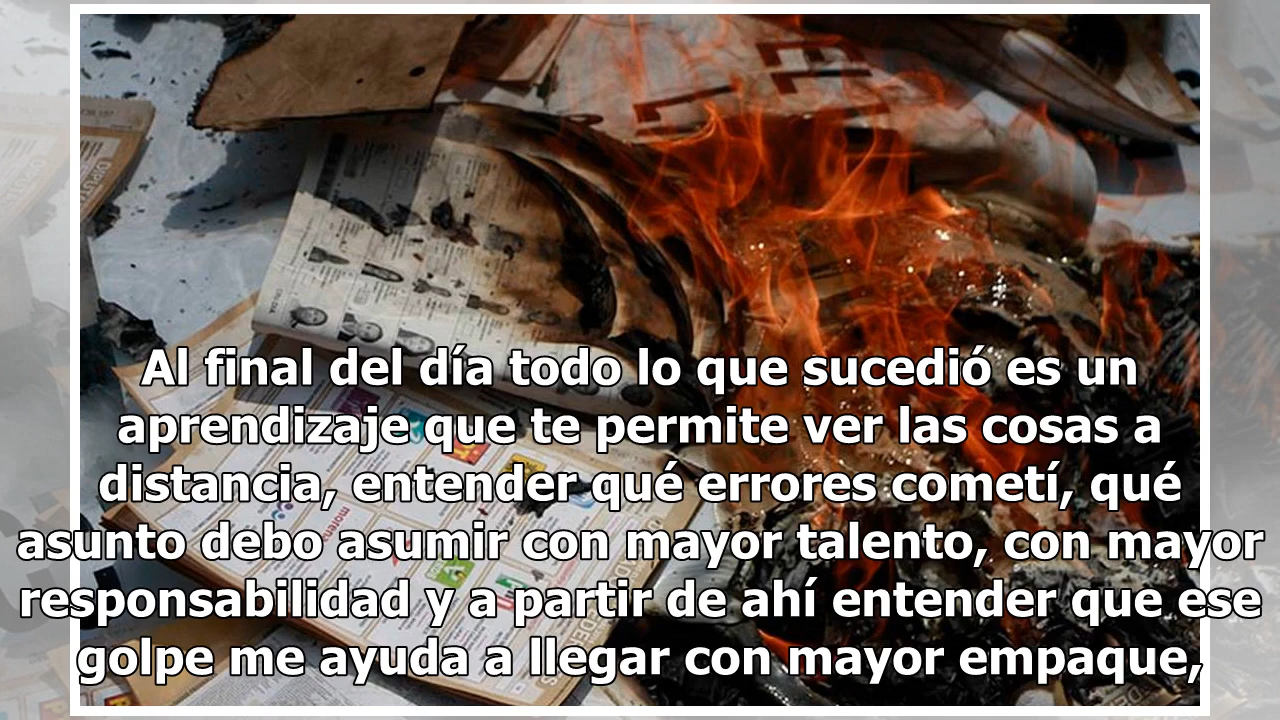 EL
Al final del día todo lo que sucedió es un
aprendizaje que te permite ver las cosas a
distancia, entender qué errores cometí, qué
asunto debo asumir con mayor talento, con mayor
responsabilidad y a partir de ahí entender que ese
golpe me ayuda a llegar con mayor empaque,
morena